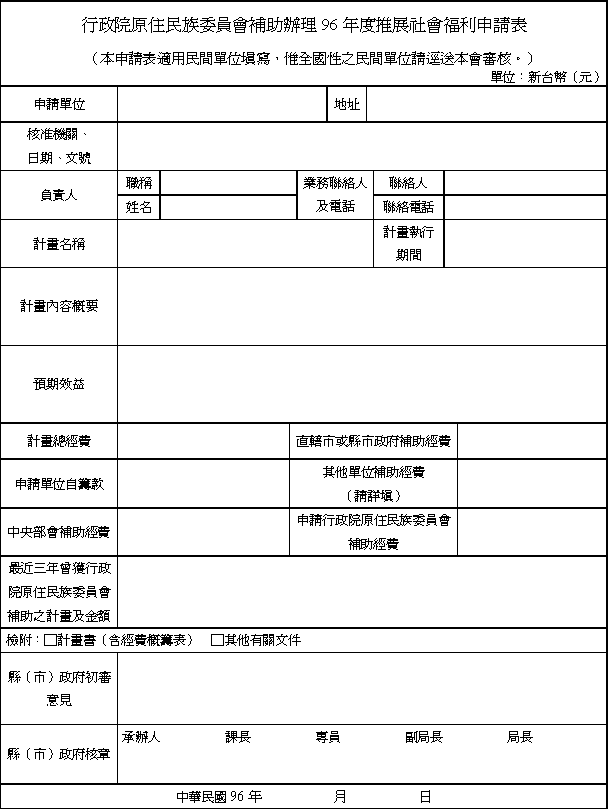 行政院原住民族委員會補助辦理 96 年度推展社會福利申請表
（本申請表適用民間單位填寫，惟全國性之民間單位請逕送本會審核。）
單位：新台幣（元）
申請單位
地址
核准機關、
日期、文號
負責人
職稱
姓名
業務聯絡人
及電話
聯絡人
聯絡電話
計畫名稱
計畫執行
期間
計畫內容概要
預期效益
計畫總經費
直轄市或縣市政府補助經費
申請單位自籌款
其他單位補助經費
（請詳填）
中央部會補助經費
申請行政院原住民族委員會
補助經費
最近三年曾獲行政
院原住民族委員會
補助之計畫及金額
檢附：□計畫書（含經費概算表） □其他有關文件
縣（市）政府初審
意見
縣（市）政府核章
承辦人 課長 專員 副局長 局長
中華民國 96 年 月 日